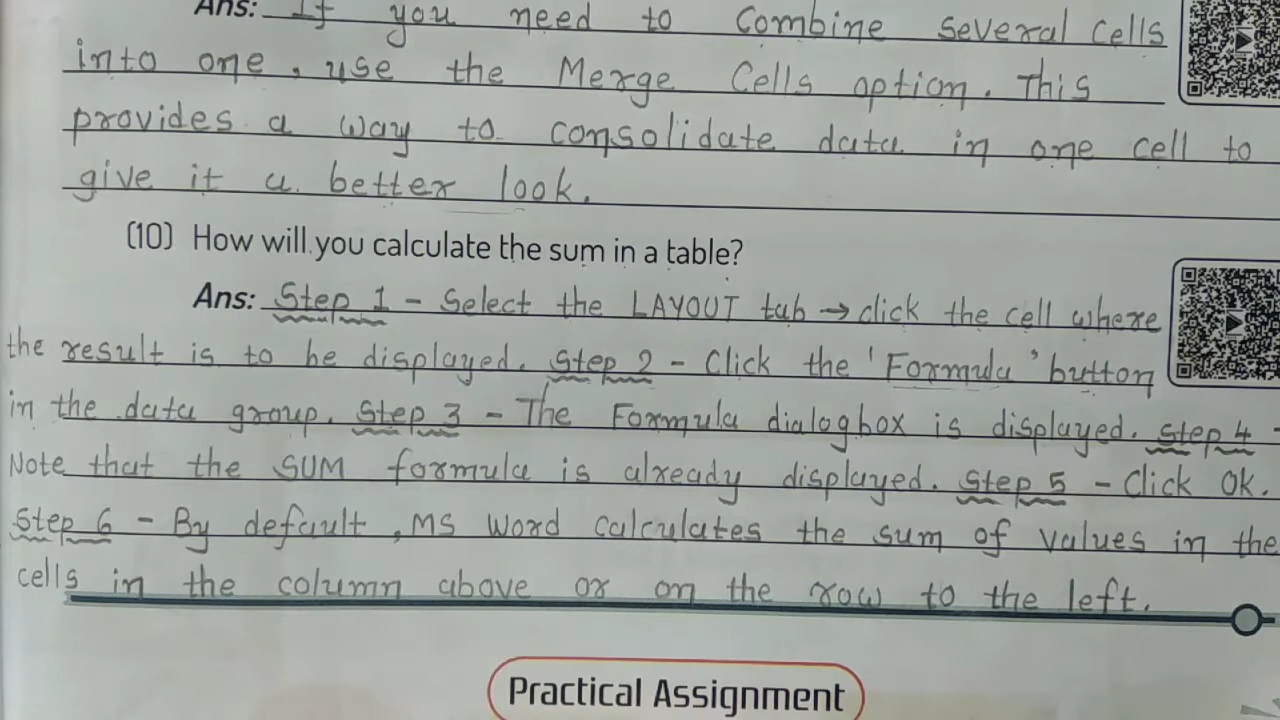 Ans: If you need to combine several cells
into one, use the Merge Cells option. This
provides a way to consolidate data in one cell to
give it a better look.
(10) How will you calculate the sum in a table?
Ans: Step 1 - Select the LAYOUT tab → click the cell where
the result is to be displayed. Step 2 - Click the 'Formula' button
in the data group. Step 3 - The Formula dialogbox is displayed. Step 4 -
Note that the SUM formula is already displayed. Step 5 - Click Ok.
Step 6 - By default, MS Word calculates the sum of values in the
cells in the column above or on the row to the left.
Practical Assignment